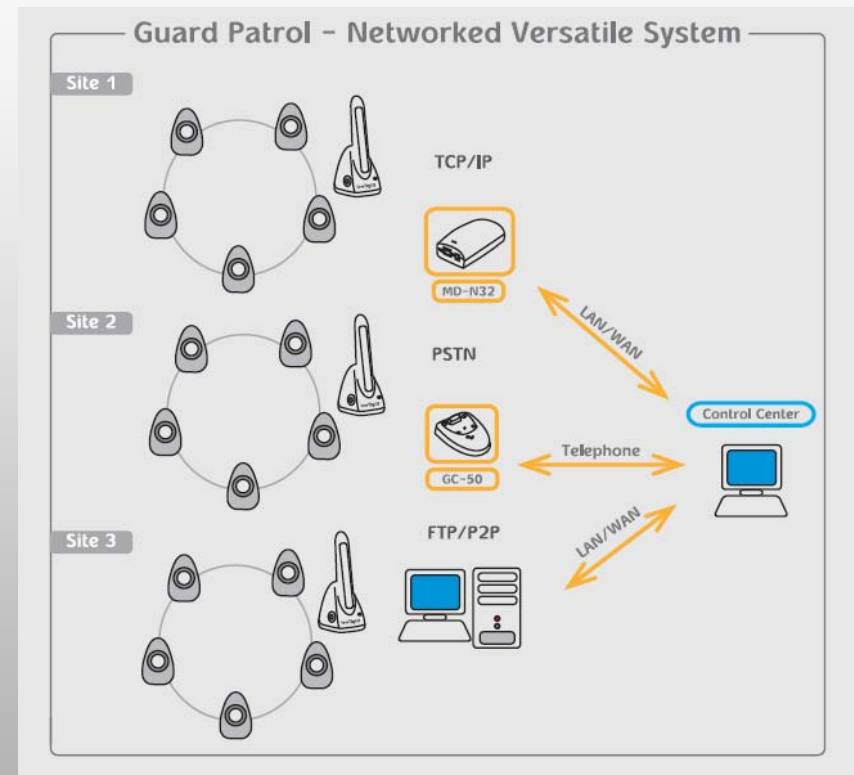 Guard Patrol - Networked Versatile System
Site 1
TCP/IP
MD-N32
LAN/WAN
Site 2
PSTN
Control Center
Telephone
GC-50
Site 3
FTP/P2P
LAN/WAN